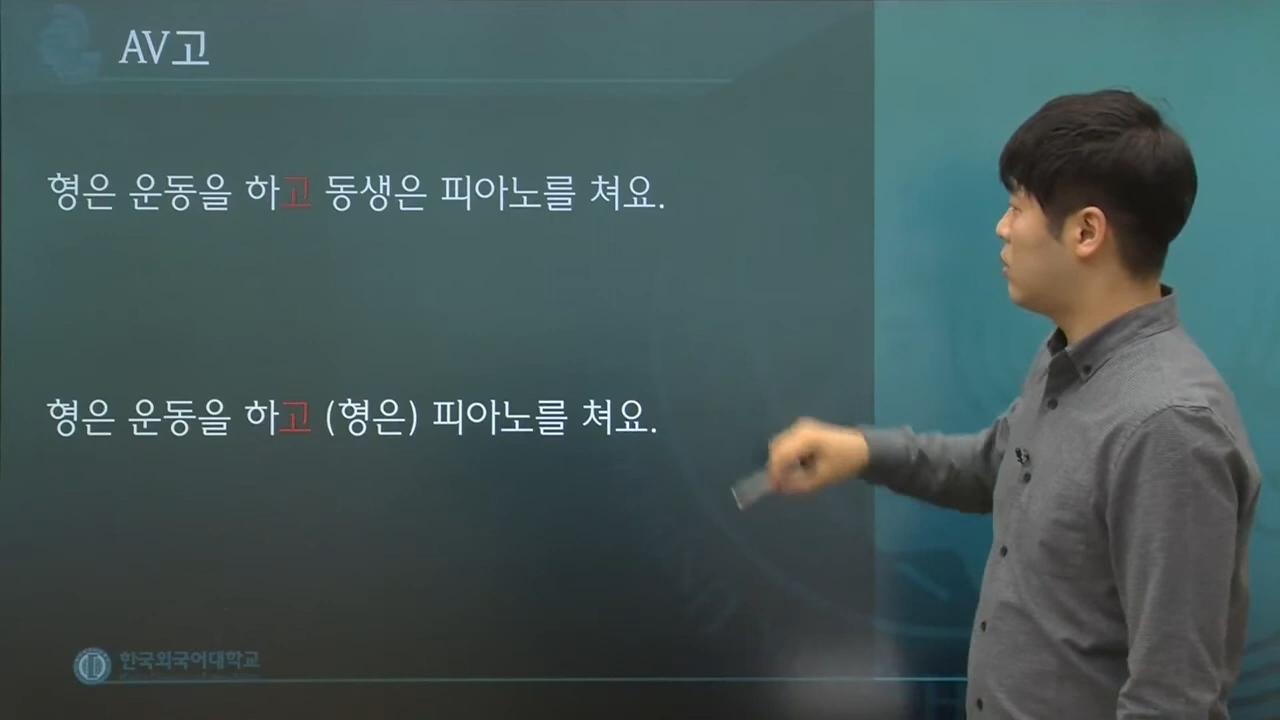 AV고
형은 운동을 하고 동생은 피아노를 쳐요.
형은 운동을 하고 (형은) 피아노를 쳐요.
한국외국어대학교